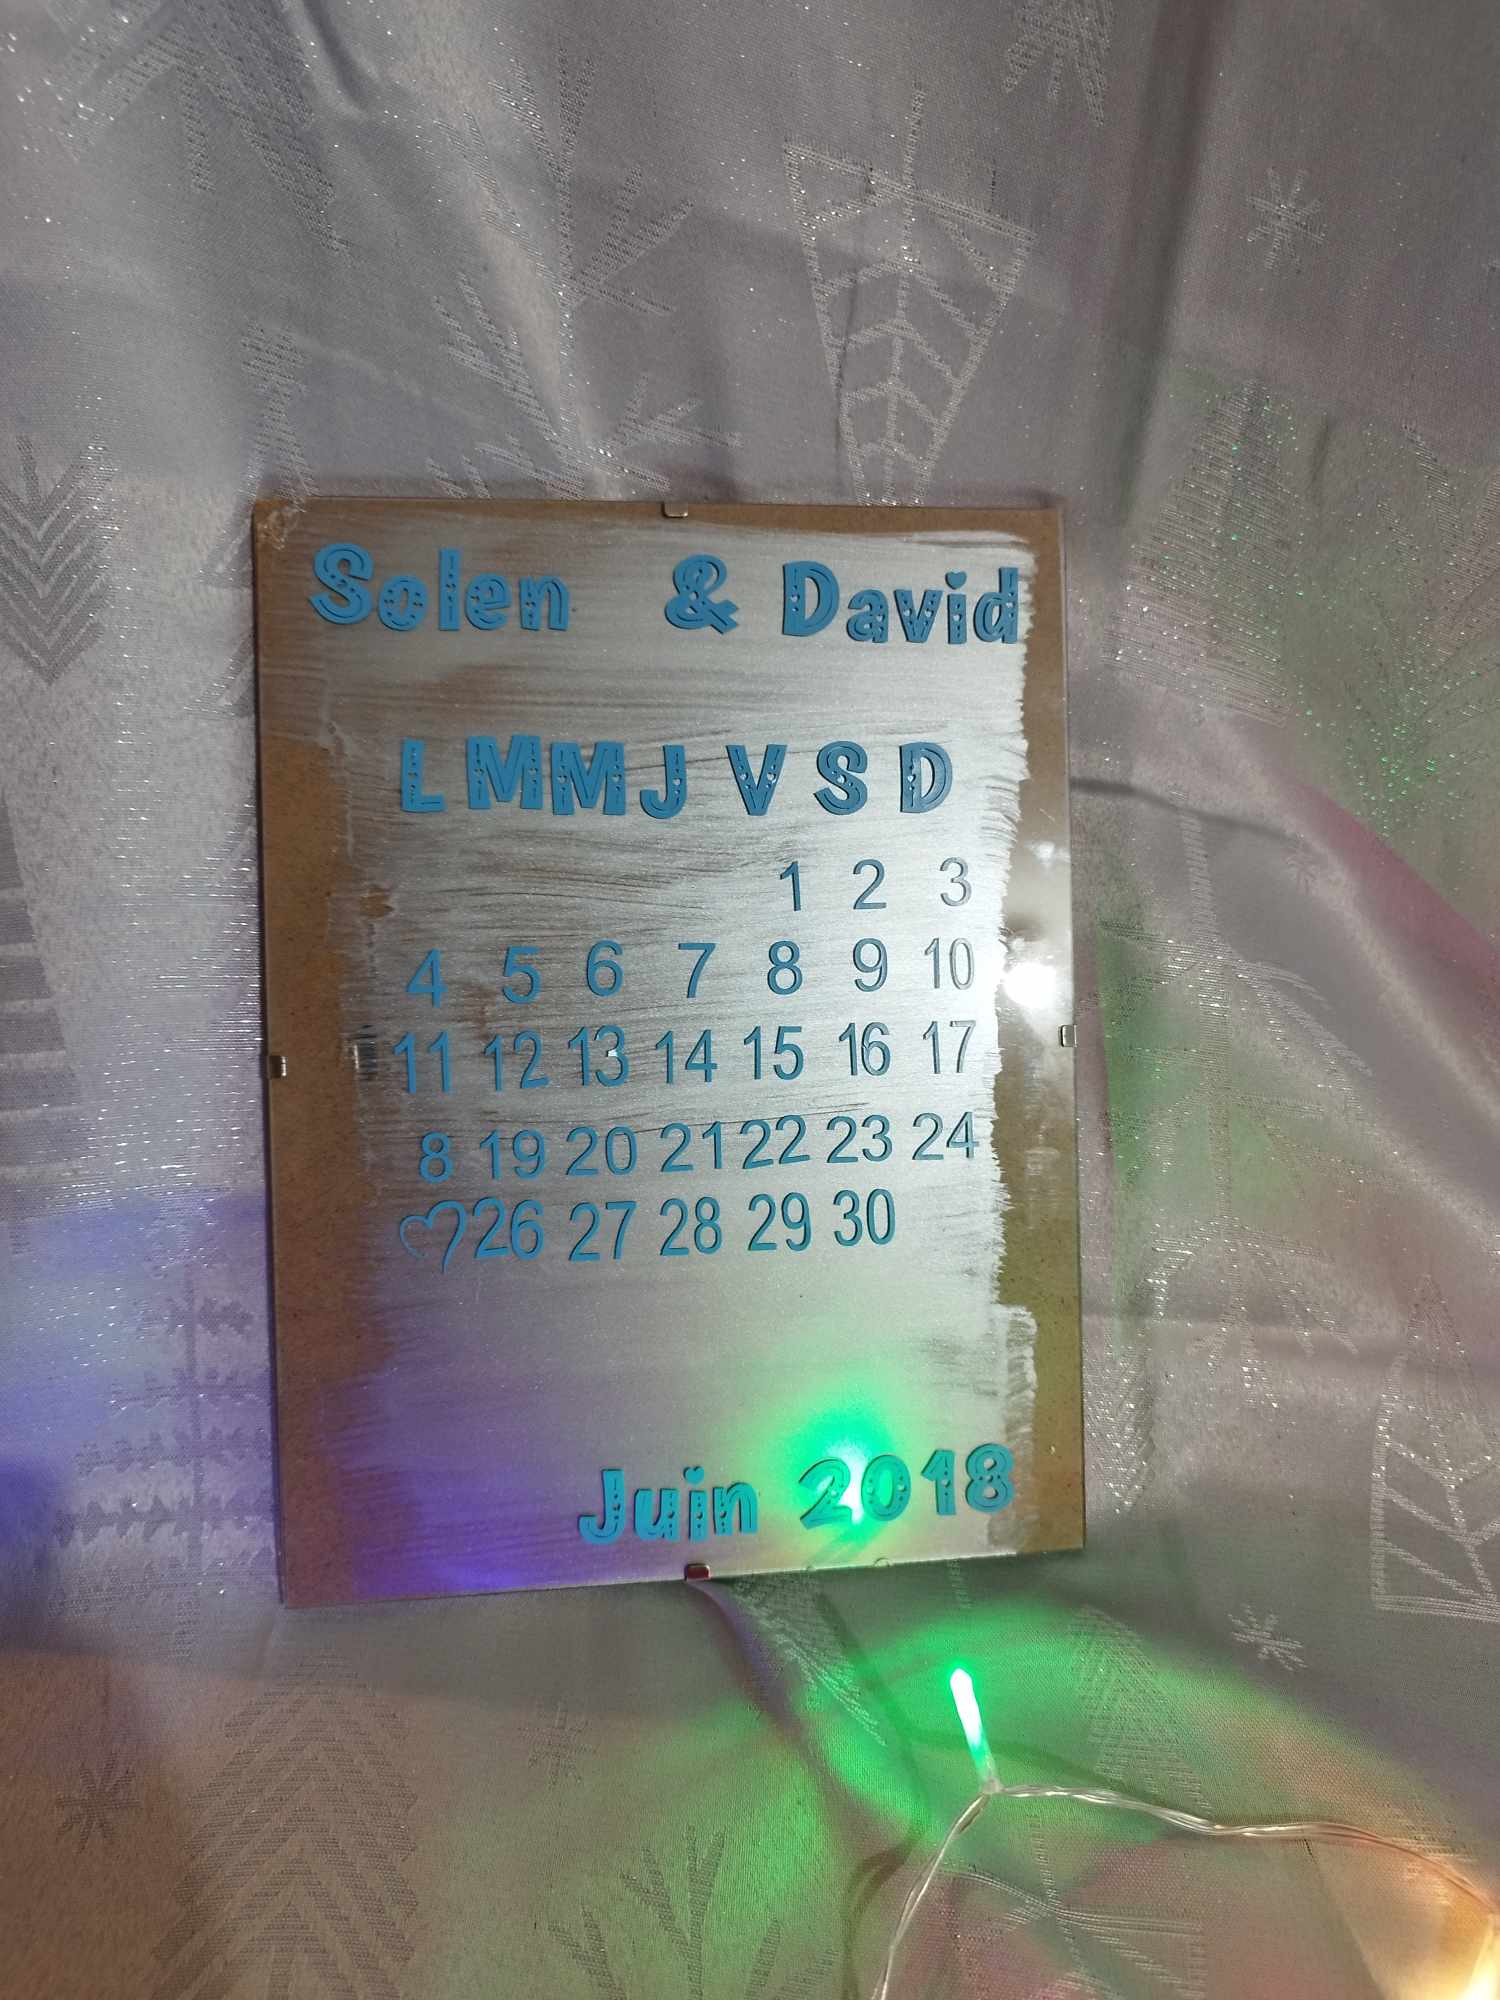 Solen & David
L M M J V S D
1 2 3
4 5 6 7 8 9 10
11 12 13 14 15 16 17
8 19 20 21 22 23 24
26 27 28 29 30
Juin 2018